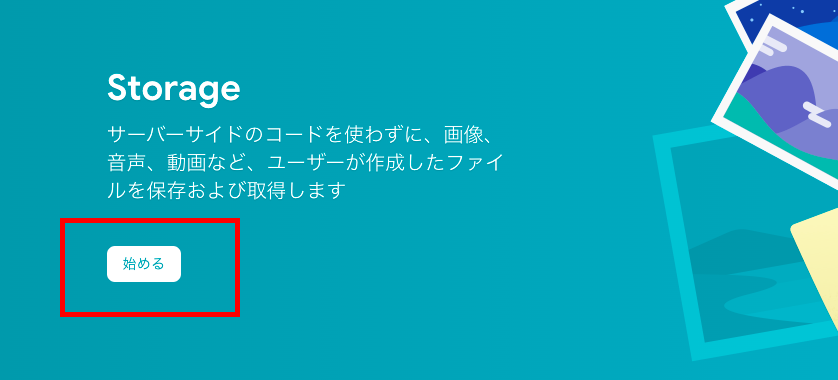 Storage
サーバーサイドのコードを使わずに、画像、
音声、動画など、ユーザーが作成したファイ
ルを保存および取得します
始める